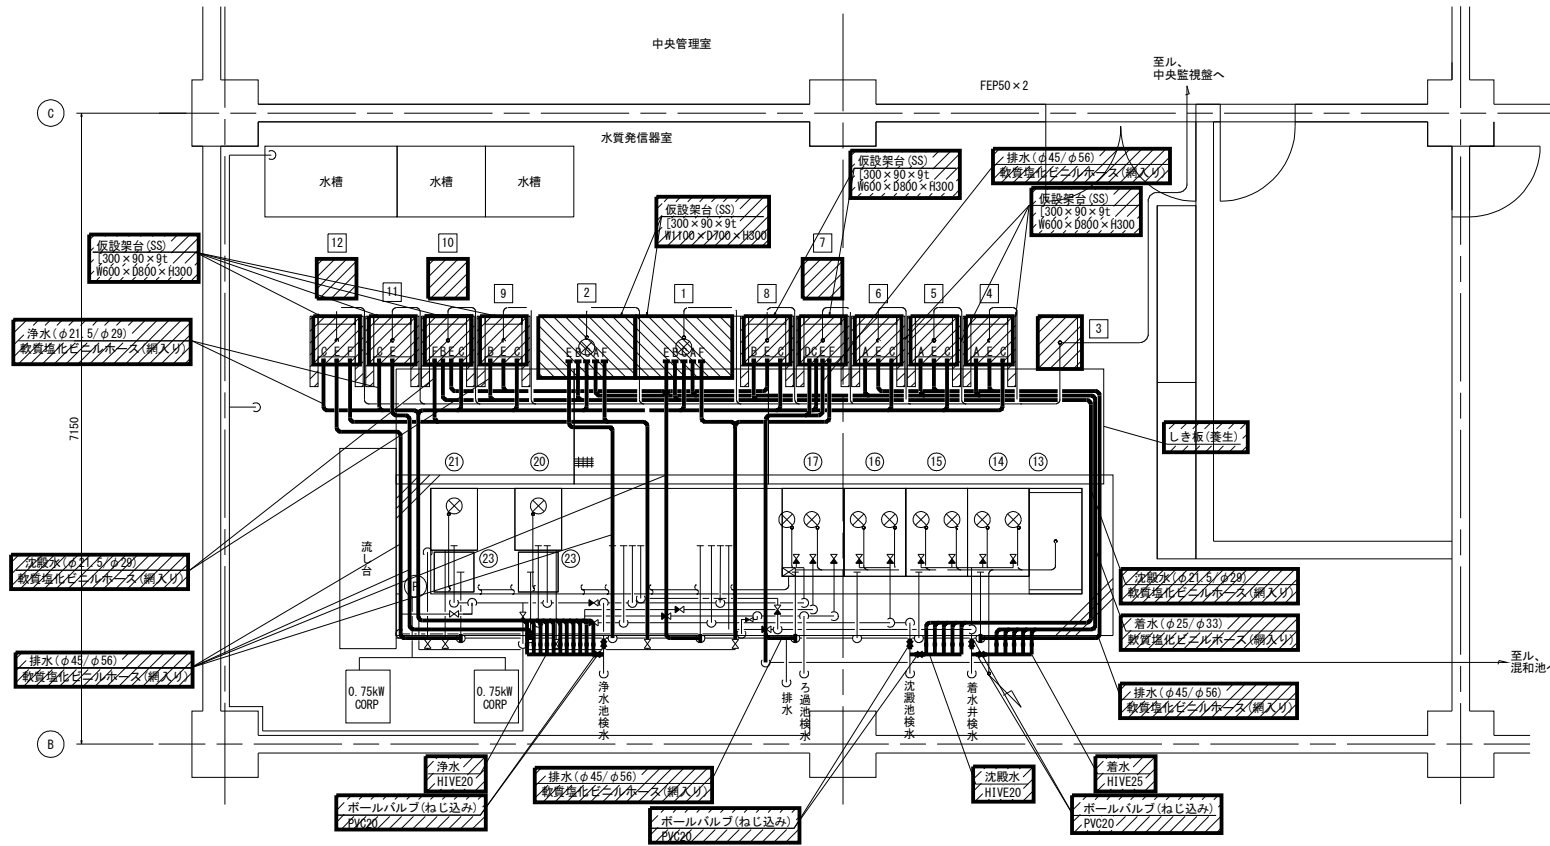 中央管理室
至ル、
中央監視盤へ
FEP50×2
C
水質発信器室
水槽
水槽
水槽
仮設架台(SS)
[300×90×9t
W600×D800×H300
排水(φ45/φ56)
軟質塩化ビニルホース(網入り)
仮設架台(SS)
[300×90×9t
W1100×D700×H300
仮設架台(SS)
[300×90×9t
W600×D800×H300
仮設架台(SS)
[300×90×9t
W600×D800×H300
12
10
7
11
9
2
1
8
6
5
4
3
浄水(φ21.5/φ29)
軟質塩化ビニルホース(網入り)
C E F
C E
F B E C
B E C
E B C A F
E B C A F
B E C
D C E F
A E C
A E C
A E C
7150
しき板(養生)
21
20
17
16
15
14
13
流し台
23
23
P
沈殿水(φ21.5/φ29)
軟質塩化ビニルホース(網入り)
沈殿水(φ21.5/φ29)
軟質塩化ビニルホース(網入り)
着水(φ25/φ33)
軟質塩化ビニルホース(網入り)
排水(φ45/φ56)
軟質塩化ビニルホース(網入り)
至ル、
混和池へ
排水(φ45/φ56)
軟質塩化ビニルホース(網入り)
0.75kW
CORP
0.75kW
CORP
浄水池検水
排水
ろ過池検水
沈澱池検水
着水井検水
B
浄水
HIVE20
排水(φ45/φ56)
軟質塩化ビニルホース(網入り)
沈殿水
HIVE20
着水
HIVE25
ボールバルブ(ねじ込み)
PVC20
ボールバルブ(ねじ込み)
PVC20
ボールバルブ(ねじ込み)
PVC20